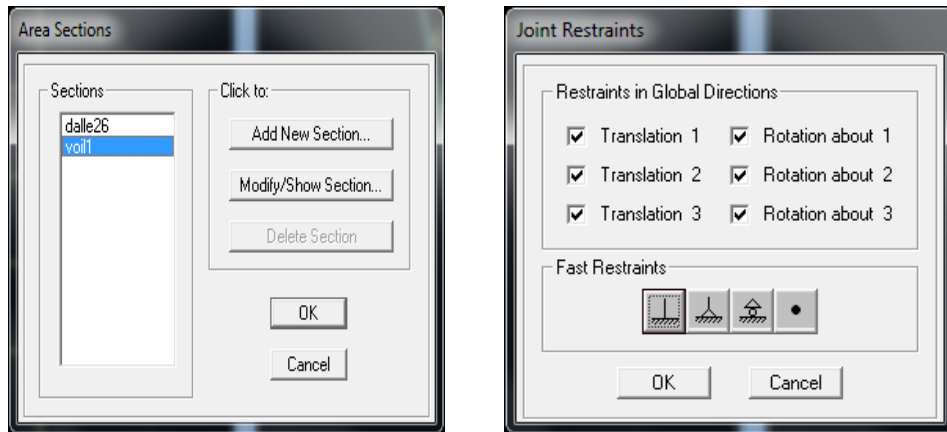 Area Sections
Sections
dalle26
voil1
Click to:
Add New Section...
Modify/Show Section...
Delete Section
OK
Cancel
Joint Restraints
Restraints in Global Directions
Translation 1
Rotation about 1
Translation 2
Rotation about 2
Translation 3
Rotation about 3
Fast Restraints
OK
Cancel